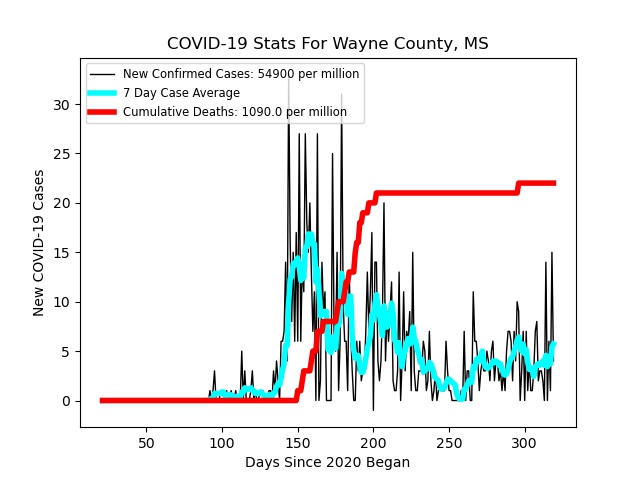 COVID-19 Stats For Wayne County, MS
New Confirmed Cases: 54900 per million
7 Day Case Average
Cumulative Deaths: 1090.0 per million
New COVID-19 Cases
30
25
20
15
10
5
0
50 100 150 200 250 300
Days Since 2020 Began